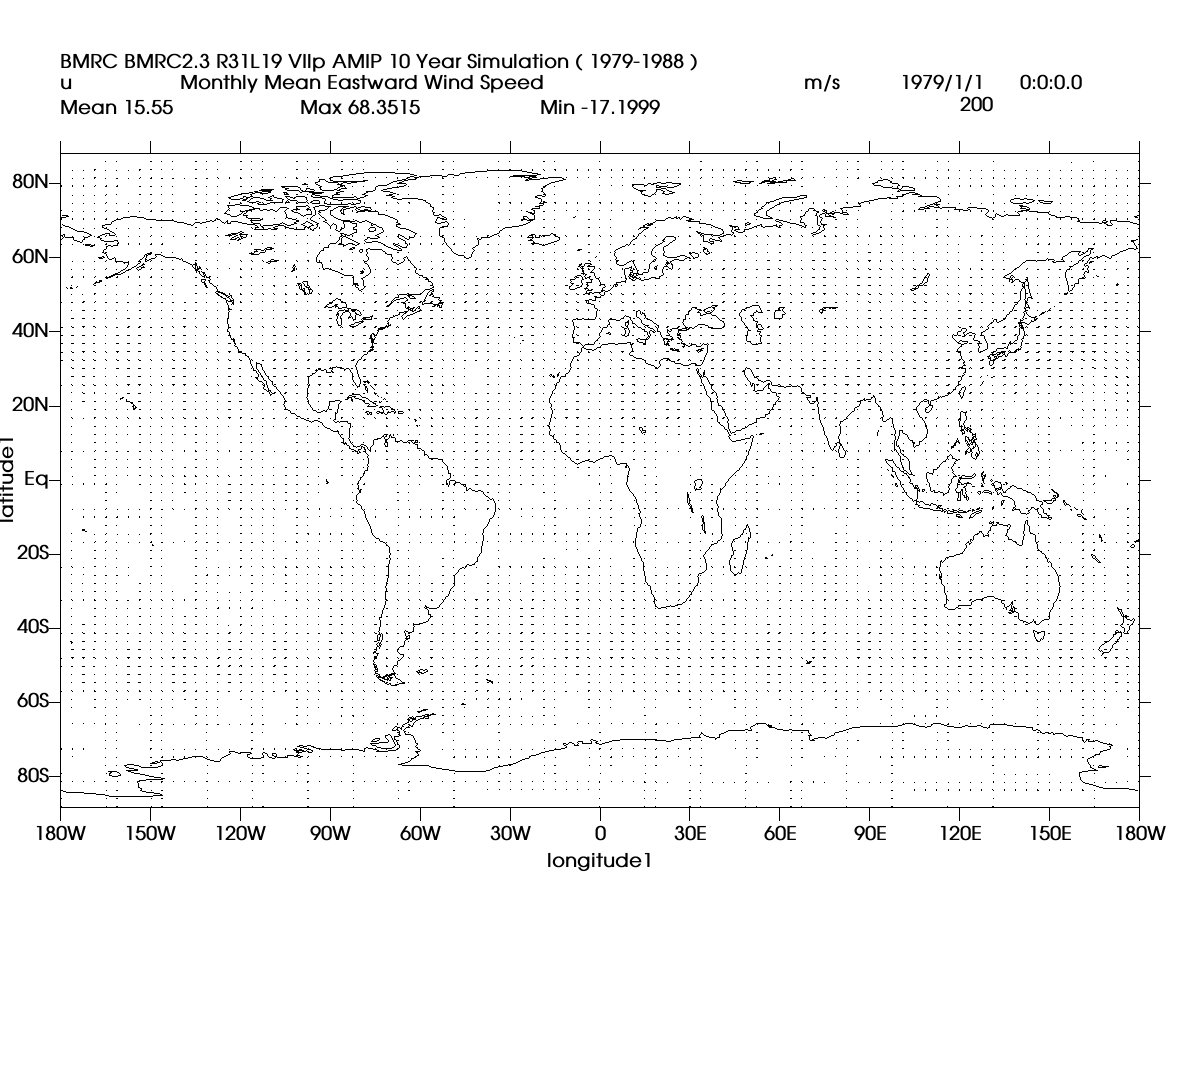 BMRC BMRC2.3 R31L19 VIIp AMIP 10 Year Simulation ( 1979-1988 )
u Monthly Mean Eastward Wind Speed m/s 1979/1/1 0:0:0.0
Mean 15.55 Max 68.3515 Min -17.1999 200
80N
60N
40N
20N
Eq
20S
40S
60S
80S
latitude1
180W 150W 120W 90W 60W 30W 0 30E 60E 90E 120E 150E 180W
longitude1